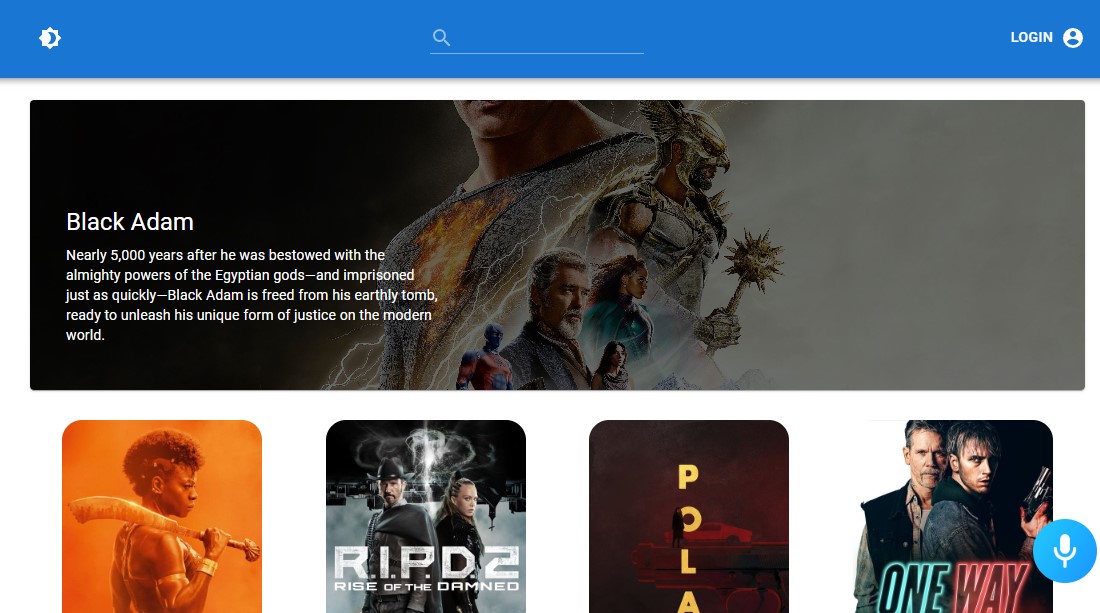 LOGIN
Black Adam
Nearly 5,000 years after he was bestowed with the
almighty powers of the Egyptian gods—and imprisoned
just as quickly—Black Adam is freed from his earthly tomb,
ready to unleash his unique form of justice on the modern
world.
R.I.P.D.2
RISE OF THE DAMNED
P
O
L
A
ONE WAY